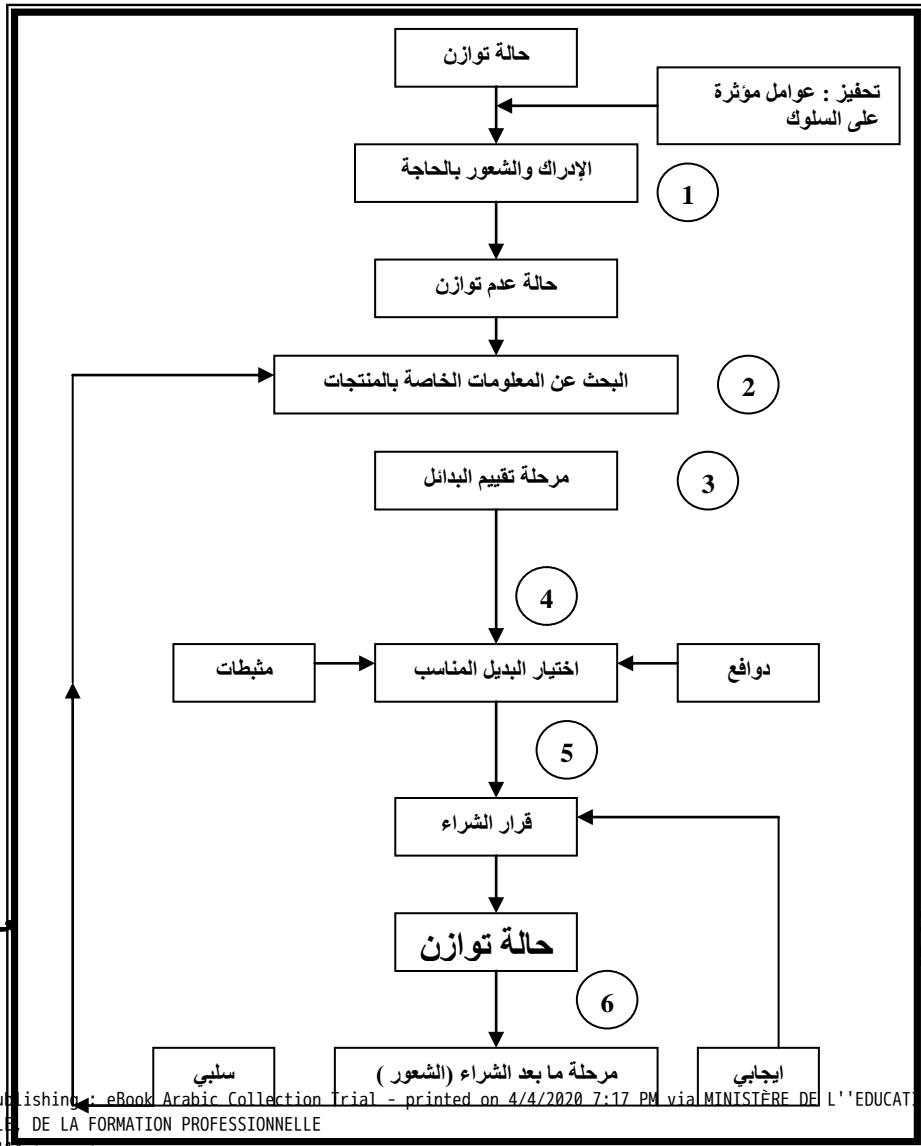 حالة توازن
تحفيز : عوامل مؤثرة
على السلوك
الإدراك والشعور بالحاجة
1
حالة عدم توازن
البحث عن المعلومات الخاصة بالمنتجات
2
مرحلة تقييم البدائل
3
4
دوافع
اختيار البديل المناسب
مثبطات
5
قرار الشراء
حالة توازن
6
ايجابي
مرحلة ما بعد الشراء (الشعور )
سلبي
: eBook Arabic Collection Trial - printed on 4/4/2020 7:17 PM via MINISTÈRE DE L''EDUCATI
DE LA FORMATION PROFESSIONNELLE